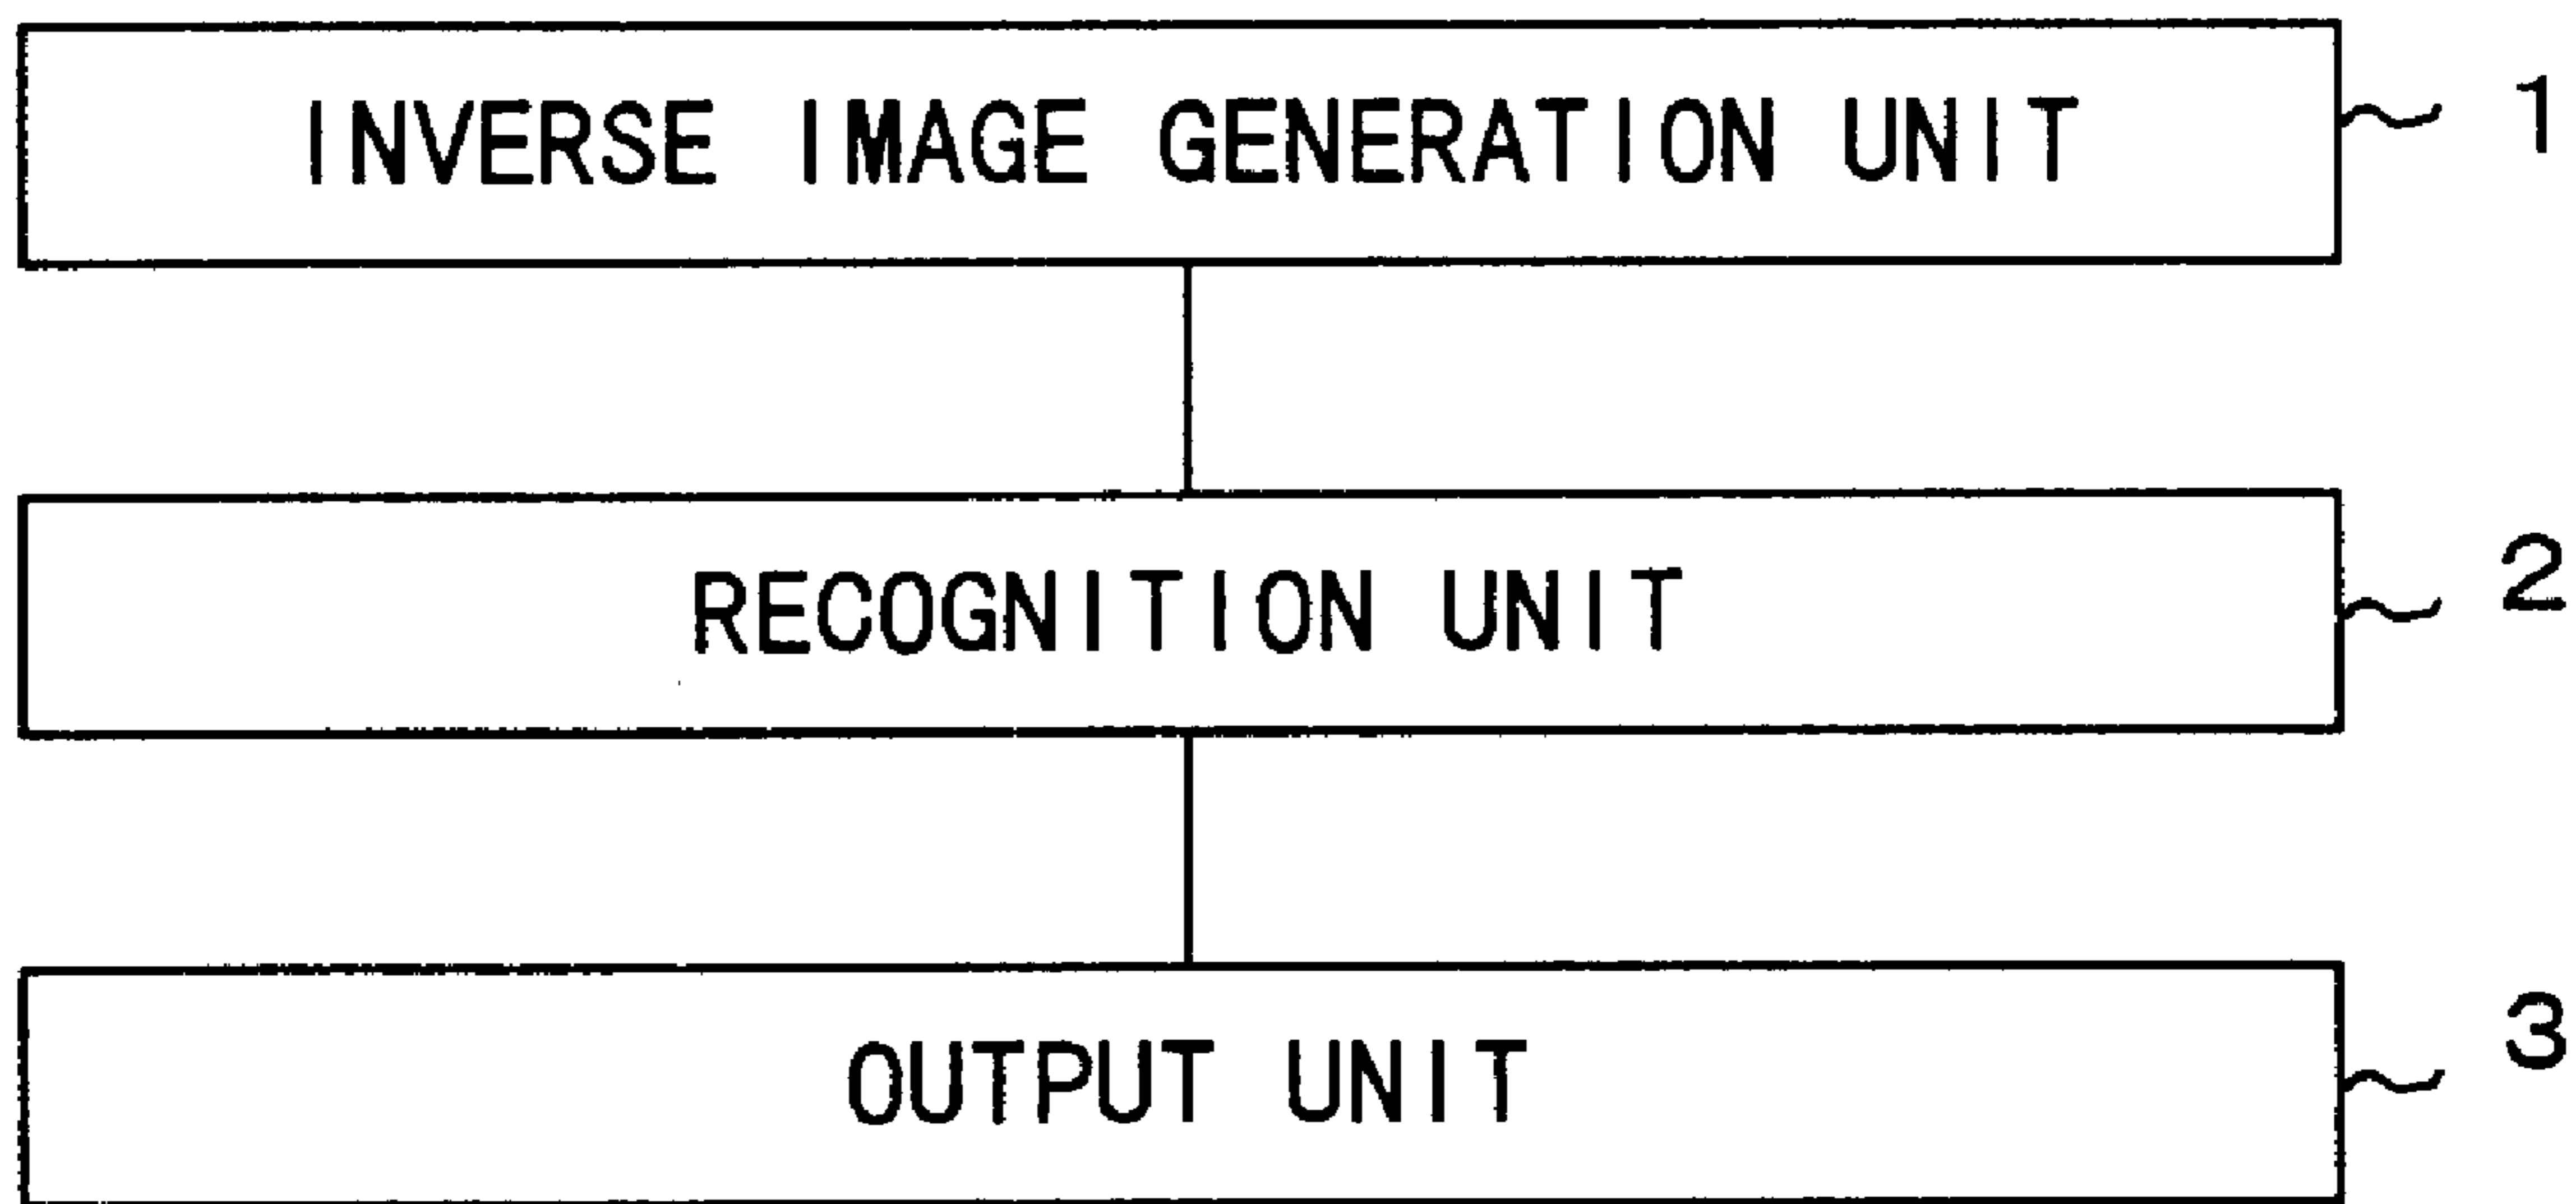 INVERSE IMAGE GENERATION UNIT 1
RECOGNITION UNIT 2
OUTPUT UNIT 3